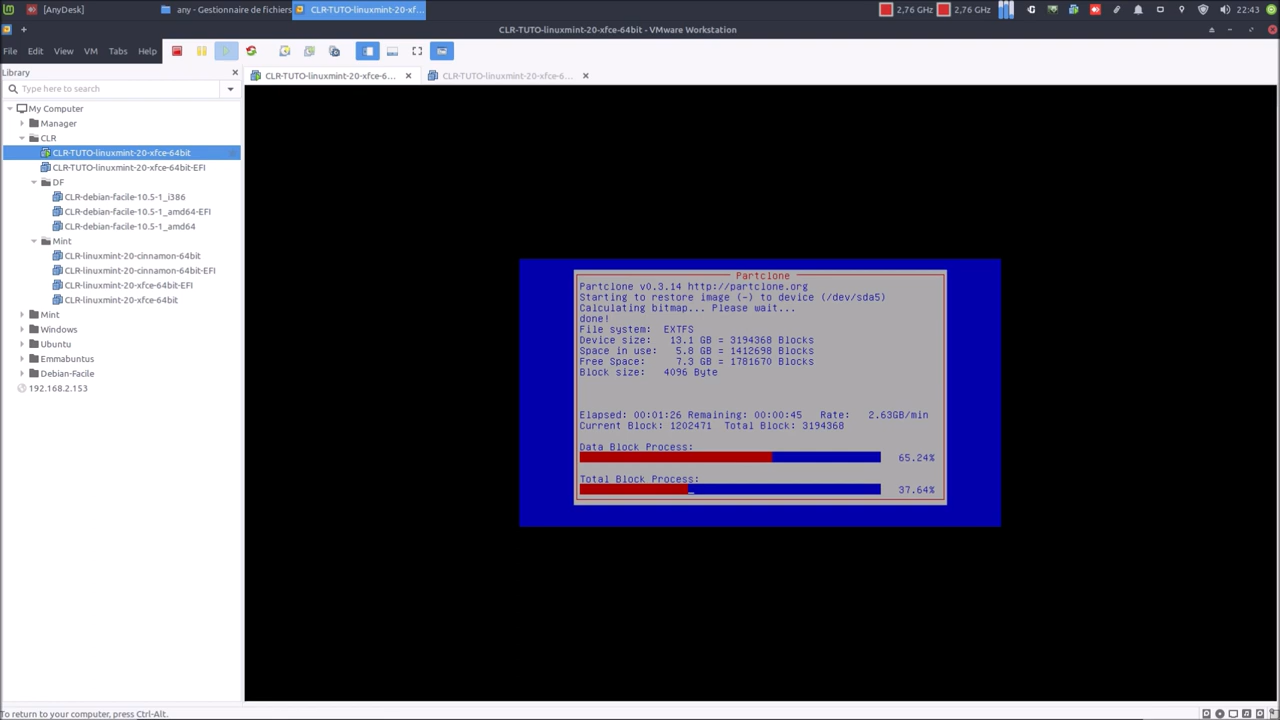 [AnyDesk]
any - Gestionnaire de fichiers
CLR-TUTO-linuxmint-20-xf...
2,76 GHz
2,76 GHz
22:43
CLR-TUTO-linuxmint-20-xfce-64bit - VMware Workstation
File Edit View VM Tabs Help
Library
CLR-TUTO-linuxmint-20-xfce-6...
CLR-TUTO-linuxmint-20-xfce-6...
Type here to search
My Computer
Manager
CLR
CLR-TUTO-linuxmint-20-xfce-64bit
CLR-TUTO-linuxmint-20-xfce-64bit-EFI
DF
CLR-debian-facile-10.5-1_i386
CLR-debian-facile-10.5-1_amd64-EFI
CLR-debian-facile-10.5-1_amd64
Mint
CLR-linuxmint-20-cinnamon-64bit
CLR-linuxmint-20-cinnamon-64bit-EFI
CLR-linuxmint-20-xfce-64bit-EFI
CLR-linuxmint-20-xfce-64bit
Mint
Windows
Ubuntu
Emmabuntus
Debian-Facile
192.168.2.153
Partclone
Partclone v0.3.14 http://partclone.org
Starting to restore image (-) to device (/dev/sda5)
Calculating bitmap... Please wait...
done!
File system: EXTFS
Device size: 13.1 GB = 3194368 Blocks
Space in use: 5.8 GB = 1412698 Blocks
Free Space: 7.3 GB = 1781670 Blocks
Block size: 4096 Byte
Elapsed: 00:01:26 Remaining: 00:00:45 Rate: 2.63GB/min
Current Block: 1202471 Total Block: 3194368
Data Block Process:
65.24%
Total Block Process:
37.64%
To return to your computer, press Ctrl-Alt.